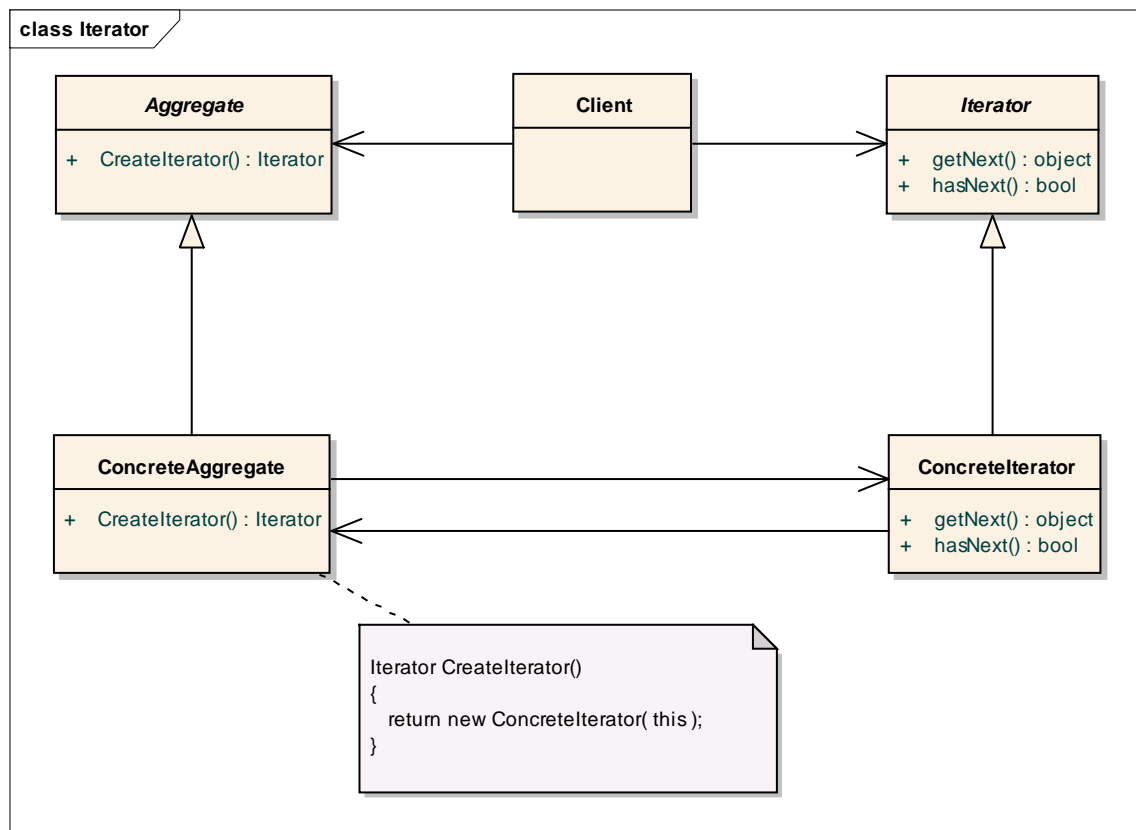 class Iterator
Aggregate
+ CreateIterator() : Iterator
Client
Iterator
+ getNext() : object
+ hasNext() : bool
ConcreteAggregate
+ CreateIterator() : Iterator
ConcreteIterator
+ getNext() : object
+ hasNext() : bool
Iterator CreateIterator()
{
return new ConcreteIterator( this );
}